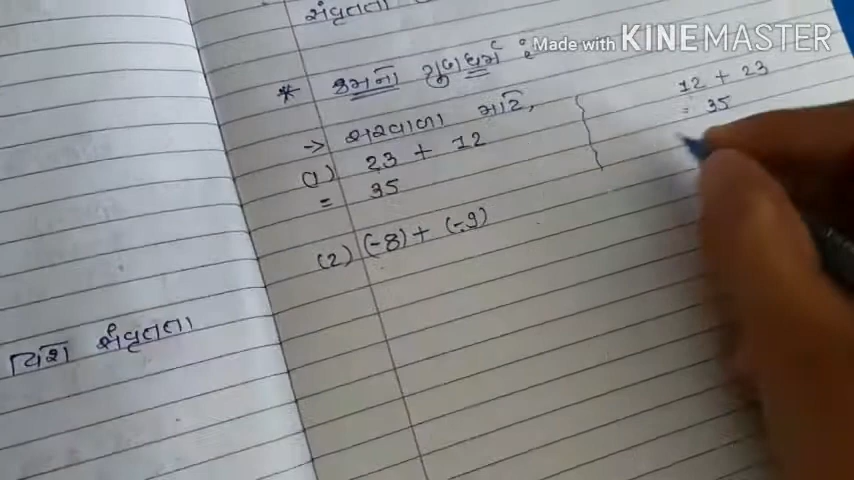 સંવૃતતા
Made with KINEMASTER
* ક્રમનો ગુણધર્મ :
→ સરવાળા માટે,
(1) 23 + 12
= 35
12 + 23
= 35
(2) (-8) + (-9)
સંવૃતતા